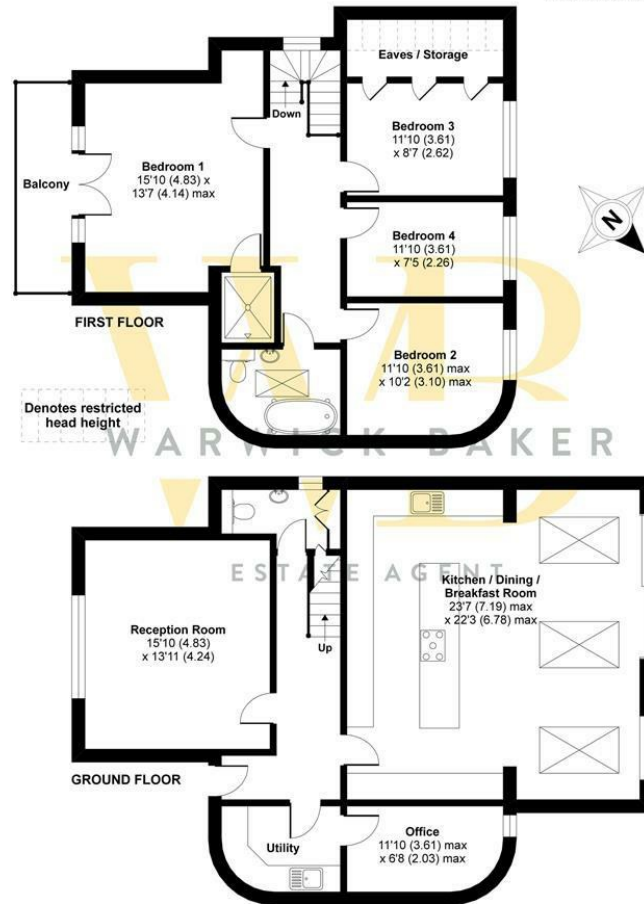 Eaves / Storage
Down
Bedroom 3
11'10 (3.61)
x 8'7 (2.62)
Balcony
Bedroom 1
15'10 (4.83) x
13'7 (4.14) max
N
Bedroom 4
11'10 (3.61)
x 7'5 (2.26)
FIRST FLOOR
Bedroom 2
11'10 (3.61) max
x 10'2 (3.10) max
Denotes restricted
head height
WB
WARWICK BAKER
ESTATE AGENT
Kitchen / Dining /
Breakfast Room
23'7 (7.19) max
x 22'3 (6.78) max
Reception Room
15'10 (4.83)
x 13'11 (4.24)
Up
GROUND FLOOR
Utility
Office
11'10 (3.61) max
x 6'8 (2.03) max